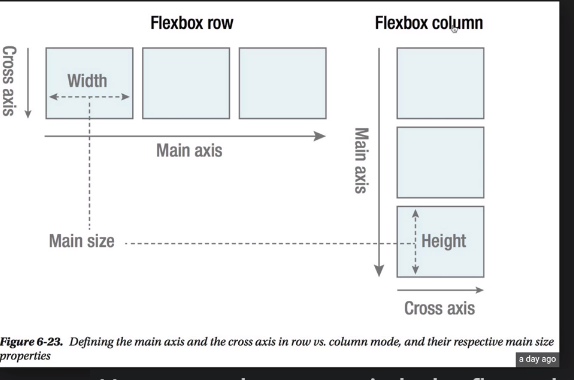 Flexbox row
Flexbox column
Cross axis
Width
Main axis
Main axis
Main size
Height
Cross axis
Figure 6-23. Defining the main axis and the cross axis in row vs. column mode, and their respective main size
properties
a day ago